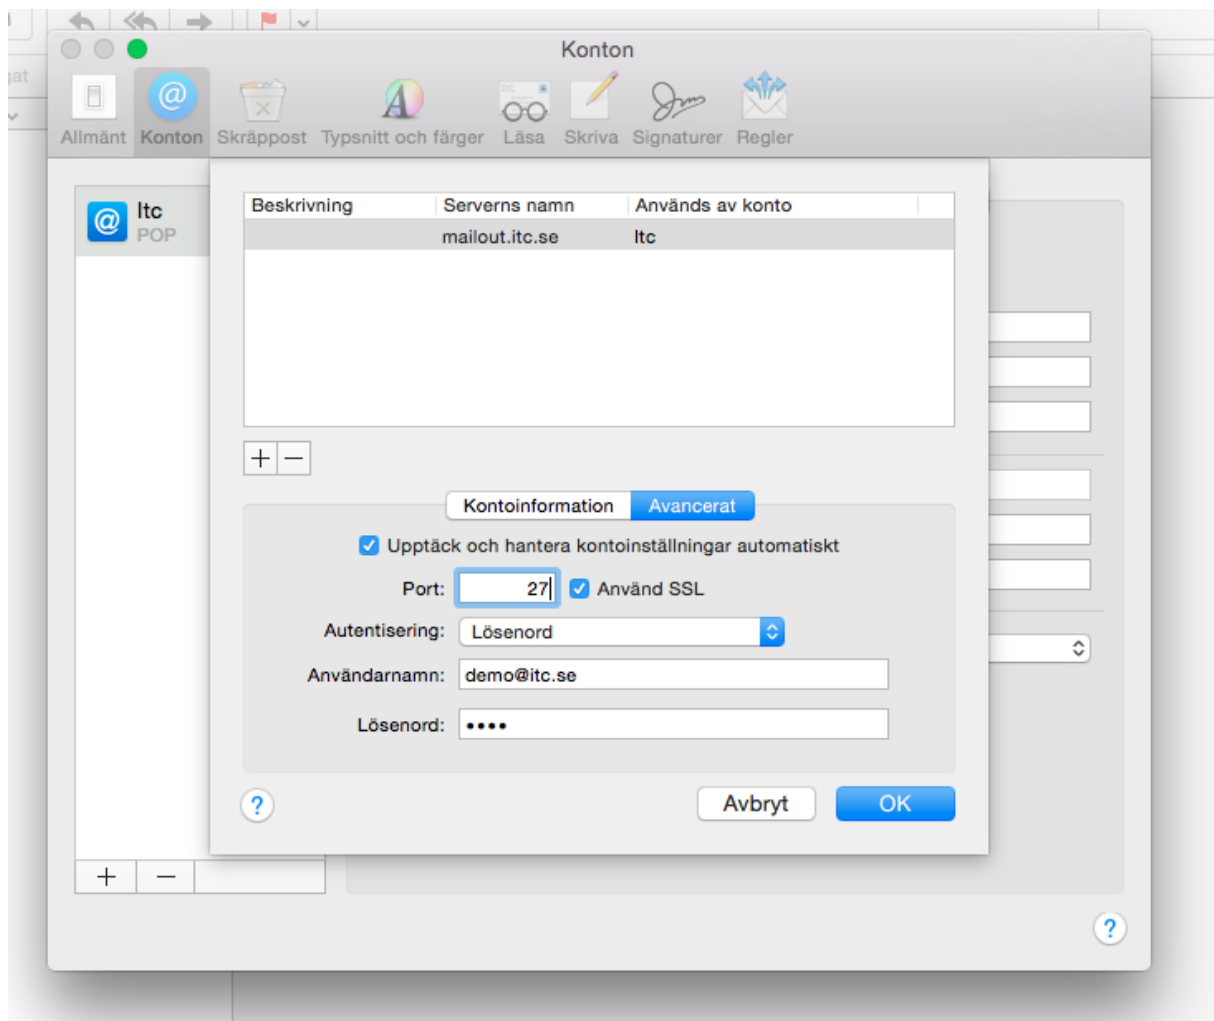 Konton
gat
Allmänt Konton Skräppost Typsnitt och färger Läsa Skriva Signaturer Regler
Itc
POP
Beskrivning Serverns namn Används av konto
mailout.itc.se Itc
Kontoinformation Avancerat
Upptäck och hantera kontoinställningar automatiskt
Port: 27 Använd SSL
Autentisering: Lösenord
Användarnamn: demo@itc.se
Lösenord: ••••
? Avbryt OK
?